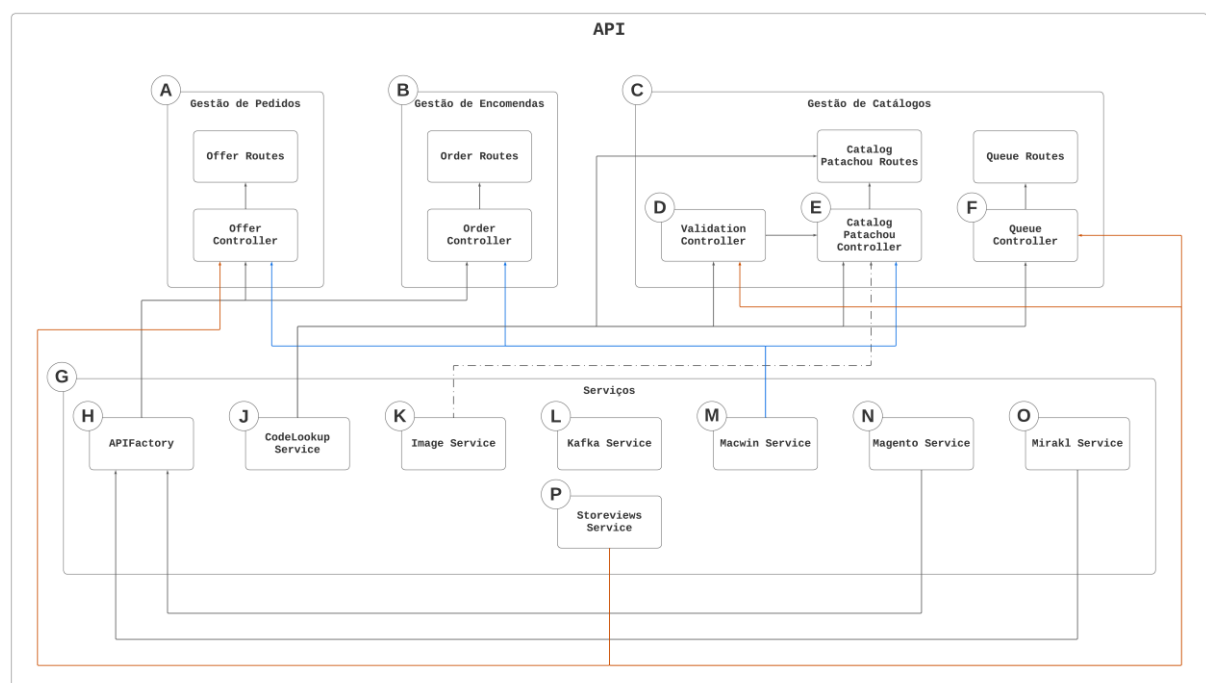 API
A
Gestão de Pedidos
Offer Routes
Offer
Controller
B
Gestão de Encomendas
Order Routes
Order
Controller
C
Gestão de Catálogos
Catalog
Patachou Routes
Queue Routes
D
Validation
Controller
E
Catalog
Patachou
Controller
F
Queue
Controller
G
Serviços
H
APIFactory
J
CodeLookup
Service
K
Image Service
L
Kafka Service
M
Macwin Service
N
Magento Service
O
Mirakl Service
P
Storeviews
Service